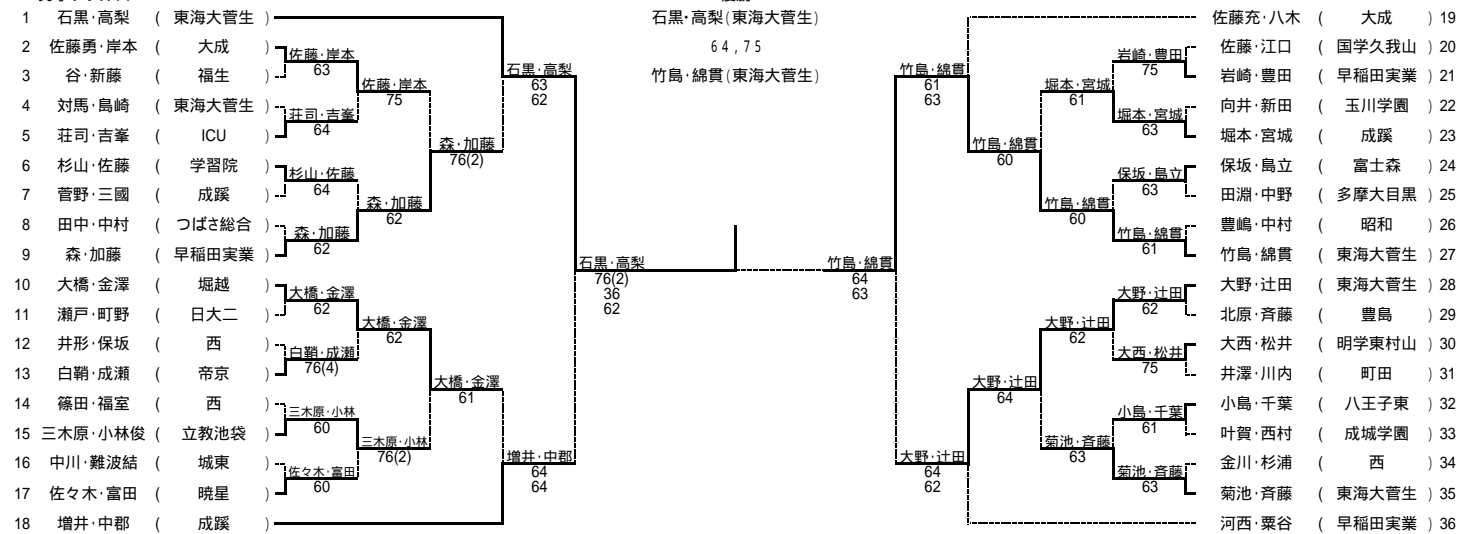 1 石黒・高梨 ( 東海大菅生 )
2 佐藤勇・岸本 ( 大成 )
3 谷・新藤 ( 福生 )
4 対馬・島崎 ( 東海大菅生 )
5 荘司・吉峯 ( ICU )
6 杉山・佐藤 ( 学習院 )
7 菅野・三國 ( 成蹊 )
8 田中・中村 ( つばさ総合 )
9 森・加藤 ( 早稲田実業 )
10 大橋・金澤 ( 堀越 )
11 瀬戸・町野 ( 日大二 )
12 井形・保坂 ( 西 )
13 白鞘・成瀬 ( 帝京 )
14 篠田・福室 ( 西 )
15 三木原・小林俊 ( 立教池袋 )
16 中川・難波結 ( 城東 )
17 佐々木・富田 ( 暁星 )
18 増井・中郡 ( 成蹊 )
佐藤・岸本
63
荘司・吉峯
64
杉山・佐藤
64
森・加藤
62
大橋・金澤
62
白鞘・成瀬
76(4)
三木原・小林
60
佐々木・富田
60
佐藤・岸本
75
森・加藤
62
大橋・金澤
62
三木原・小林
76(2)
森・加藤
76(2)
大橋・金澤
61
石黒・高梨
63
62
増井・中郡
64
64
石黒・高梨
76(2)
36
62
石黒・高梨(東海大菅生)
64,75
竹島・綿貫(東海大菅生)
竹島・綿貫
64
63
竹島・綿貫
61
63
大野・辻田
64
62
竹島・綿貫
60
大野・辻田
64
堀本・宮城
61
竹島・綿貫
60
大野・辻田
62
菊池・斉藤
63
岩崎・豊田
75
堀本・宮城
63
保坂・島立
63
竹島・綿貫
61
大野・辻田
62
大西・松井
75
小島・千葉
61
菊池・斉藤
63
佐藤充・八木 ( 大成 ) 19
佐藤・江口 ( 国学久我山 ) 20
岩崎・豊田 ( 早稲田実業 ) 21
向井・新田 ( 玉川学園 ) 22
堀本・宮城 ( 成蹊 ) 23
保坂・島立 ( 富士森 ) 24
田淵・中野 ( 多摩大目黒 ) 25
豊嶋・中村 ( 昭和 ) 26
竹島・綿貫 ( 東海大菅生 ) 27
大野・辻田 ( 東海大菅生 ) 28
北原・斉藤 ( 豊島 ) 29
大西・松井 ( 明学東村山 ) 30
井澤・川内 ( 町田 ) 31
小島・千葉 ( 八王子東 ) 32
叶賀・西村 ( 成城学園 ) 33
金川・杉浦 ( 西 ) 34
菊池・斉藤 ( 東海大菅生 ) 35
河西・粟谷 ( 早稲田実業 ) 36